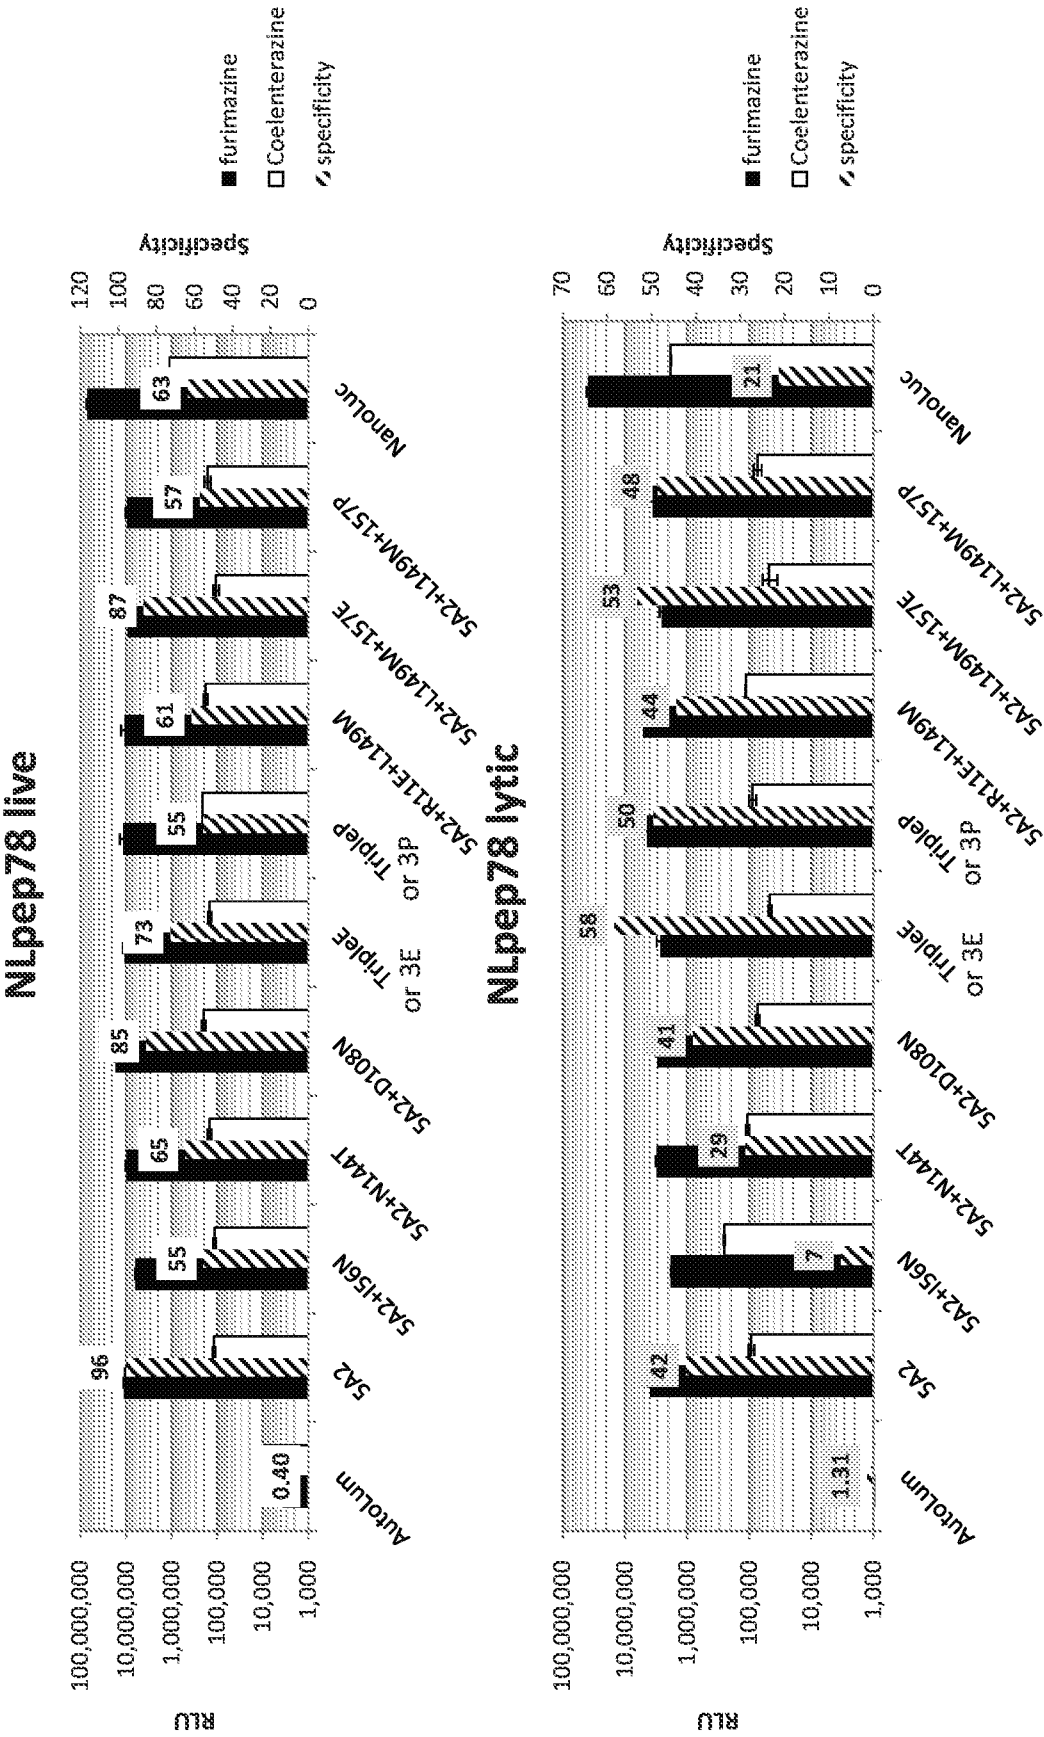 NLpep78 live
RLU
100,000,000
10,000,000
1,000,000
100,000
10,000
1,000
0.40
96
55
65
85
73
55
61
87
57
63
120
100
80
60
40
20
0
Specificity
AutoLum
5A2
5A2+I56N
5A2+N144T
5A2+D108N
TripleE
or 3E
TripleP
or 3P
5A2+R11E+L149M
5A2+L149M+157E
5A2+L149M+157P
NanoLuc
furimazine
Coelenterazine
specificity
NLpep78 lytic
RLU
100,000,000
10,000,000
1,000,000
100,000
10,000
1,000
1.31
42
7
29
41
58
50
44
53
48
21
70
60
50
40
30
20
10
0
Specificity
AutoLum
5A2
5A2+I56N
5A2+N144T
5A2+D108N
TripleE
or 3E
TripleP
or 3P
5A2+R11E+L149M
5A2+L149M+157E
5A2+L149M+157P
NanoLuc
furimazine
Coelenterazine
specificity